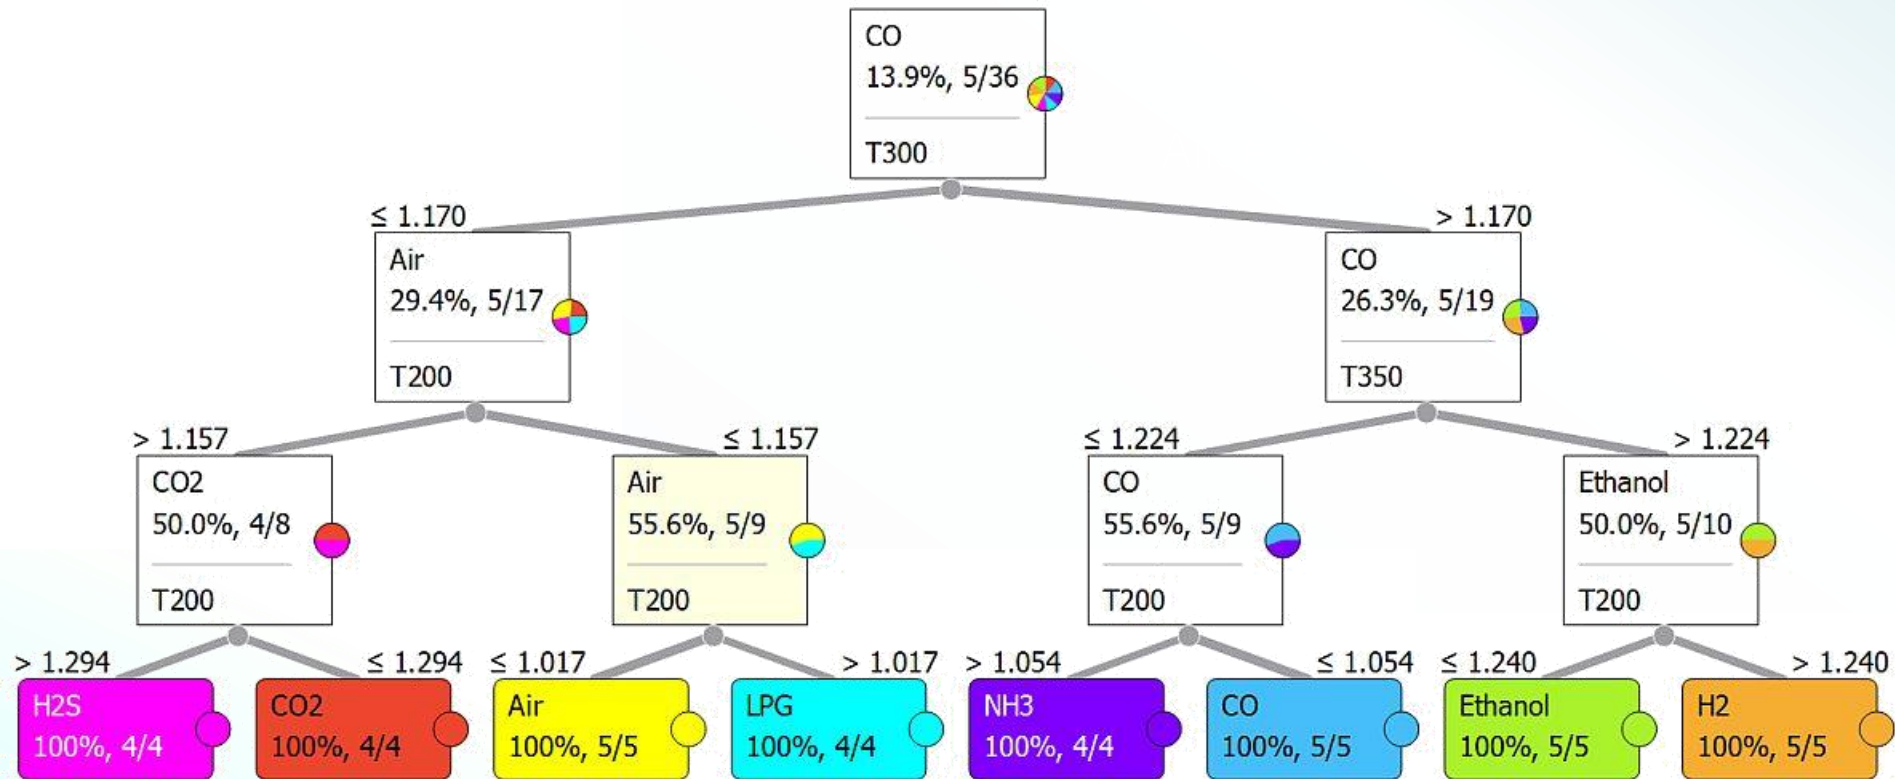 CO
13.9%, 5/36
T300
≤ 1.170
> 1.170
Air
29.4%, 5/17
T200
CO
26.3%, 5/19
T350
> 1.157
≤ 1.157
≤ 1.224
> 1.224
CO2
50.0%, 4/8
T200
Air
55.6%, 5/9
T200
CO
55.6%, 5/9
T200
Ethanol
50.0%, 5/10
T200
> 1.294
≤ 1.294
≤ 1.017
> 1.017
> 1.054
≤ 1.054
≤ 1.240
> 1.240
H2S
100%, 4/4
CO2
100%, 4/4
Air
100%, 5/5
LPG
100%, 4/4
NH3
100%, 4/4
CO
100%, 5/5
Ethanol
100%, 5/5
H2
100%, 5/5